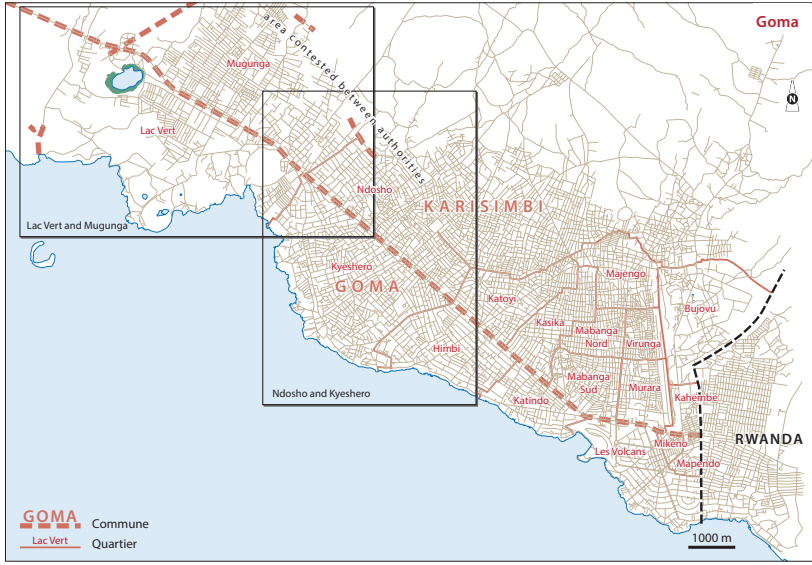 Goma
N
area contested between authorities
Mugunga
Lac Vert
Lac Vert and Mugunga
Ndosho
KARISIMBI
Kyeshero
GOMA
Majengo
Katoyi
Bujovu
Kasika
Mabanga
Nord
Virunga
Himbi
Mabanga
Sud
Murara
Kahembe
Ndosho and Kyeshero
Katindo
RWANDA
Mikeno
Les Volcans
Mapendo
GOMA
Commune
Lac Vert
Quartier
1000 m